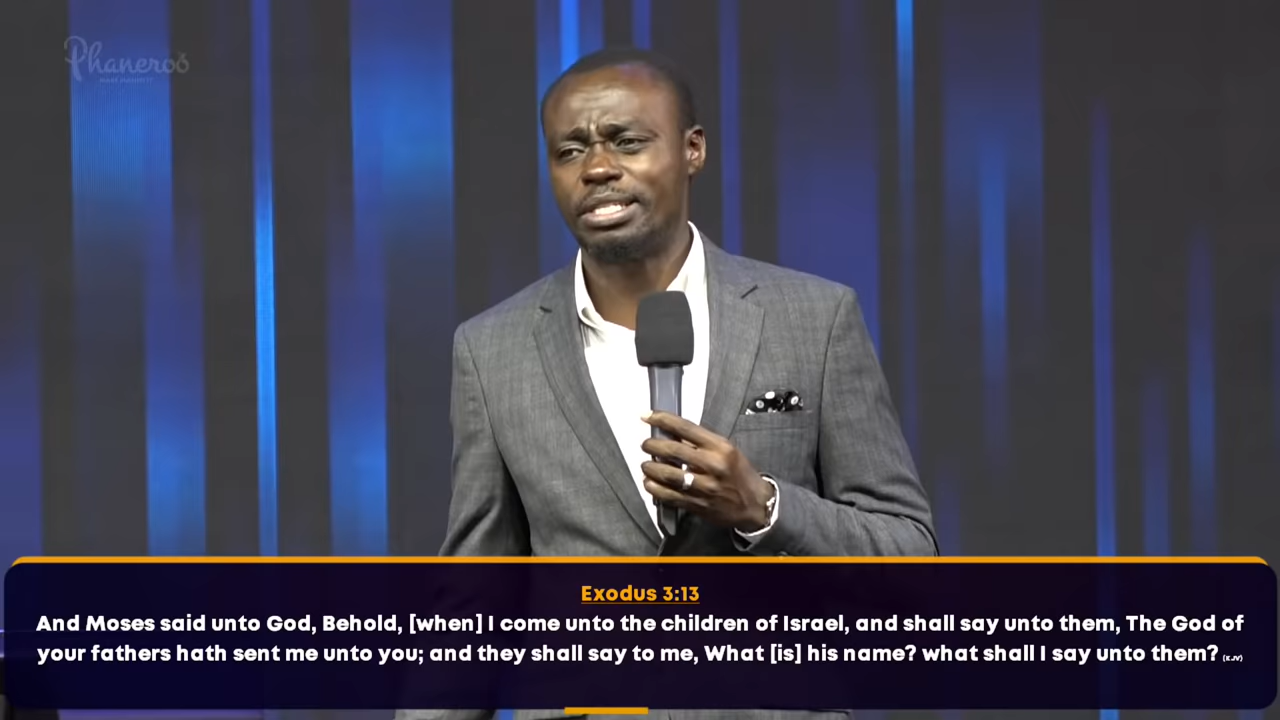 Phaneroo
Exodus 3:13
And Moses said unto God, Behold, [when] I come unto the children of Israel, and shall say unto them, The God of
your fathers hath sent me unto you; and they shall say to me, What [is] his name? what shall I say unto them? (KJV)